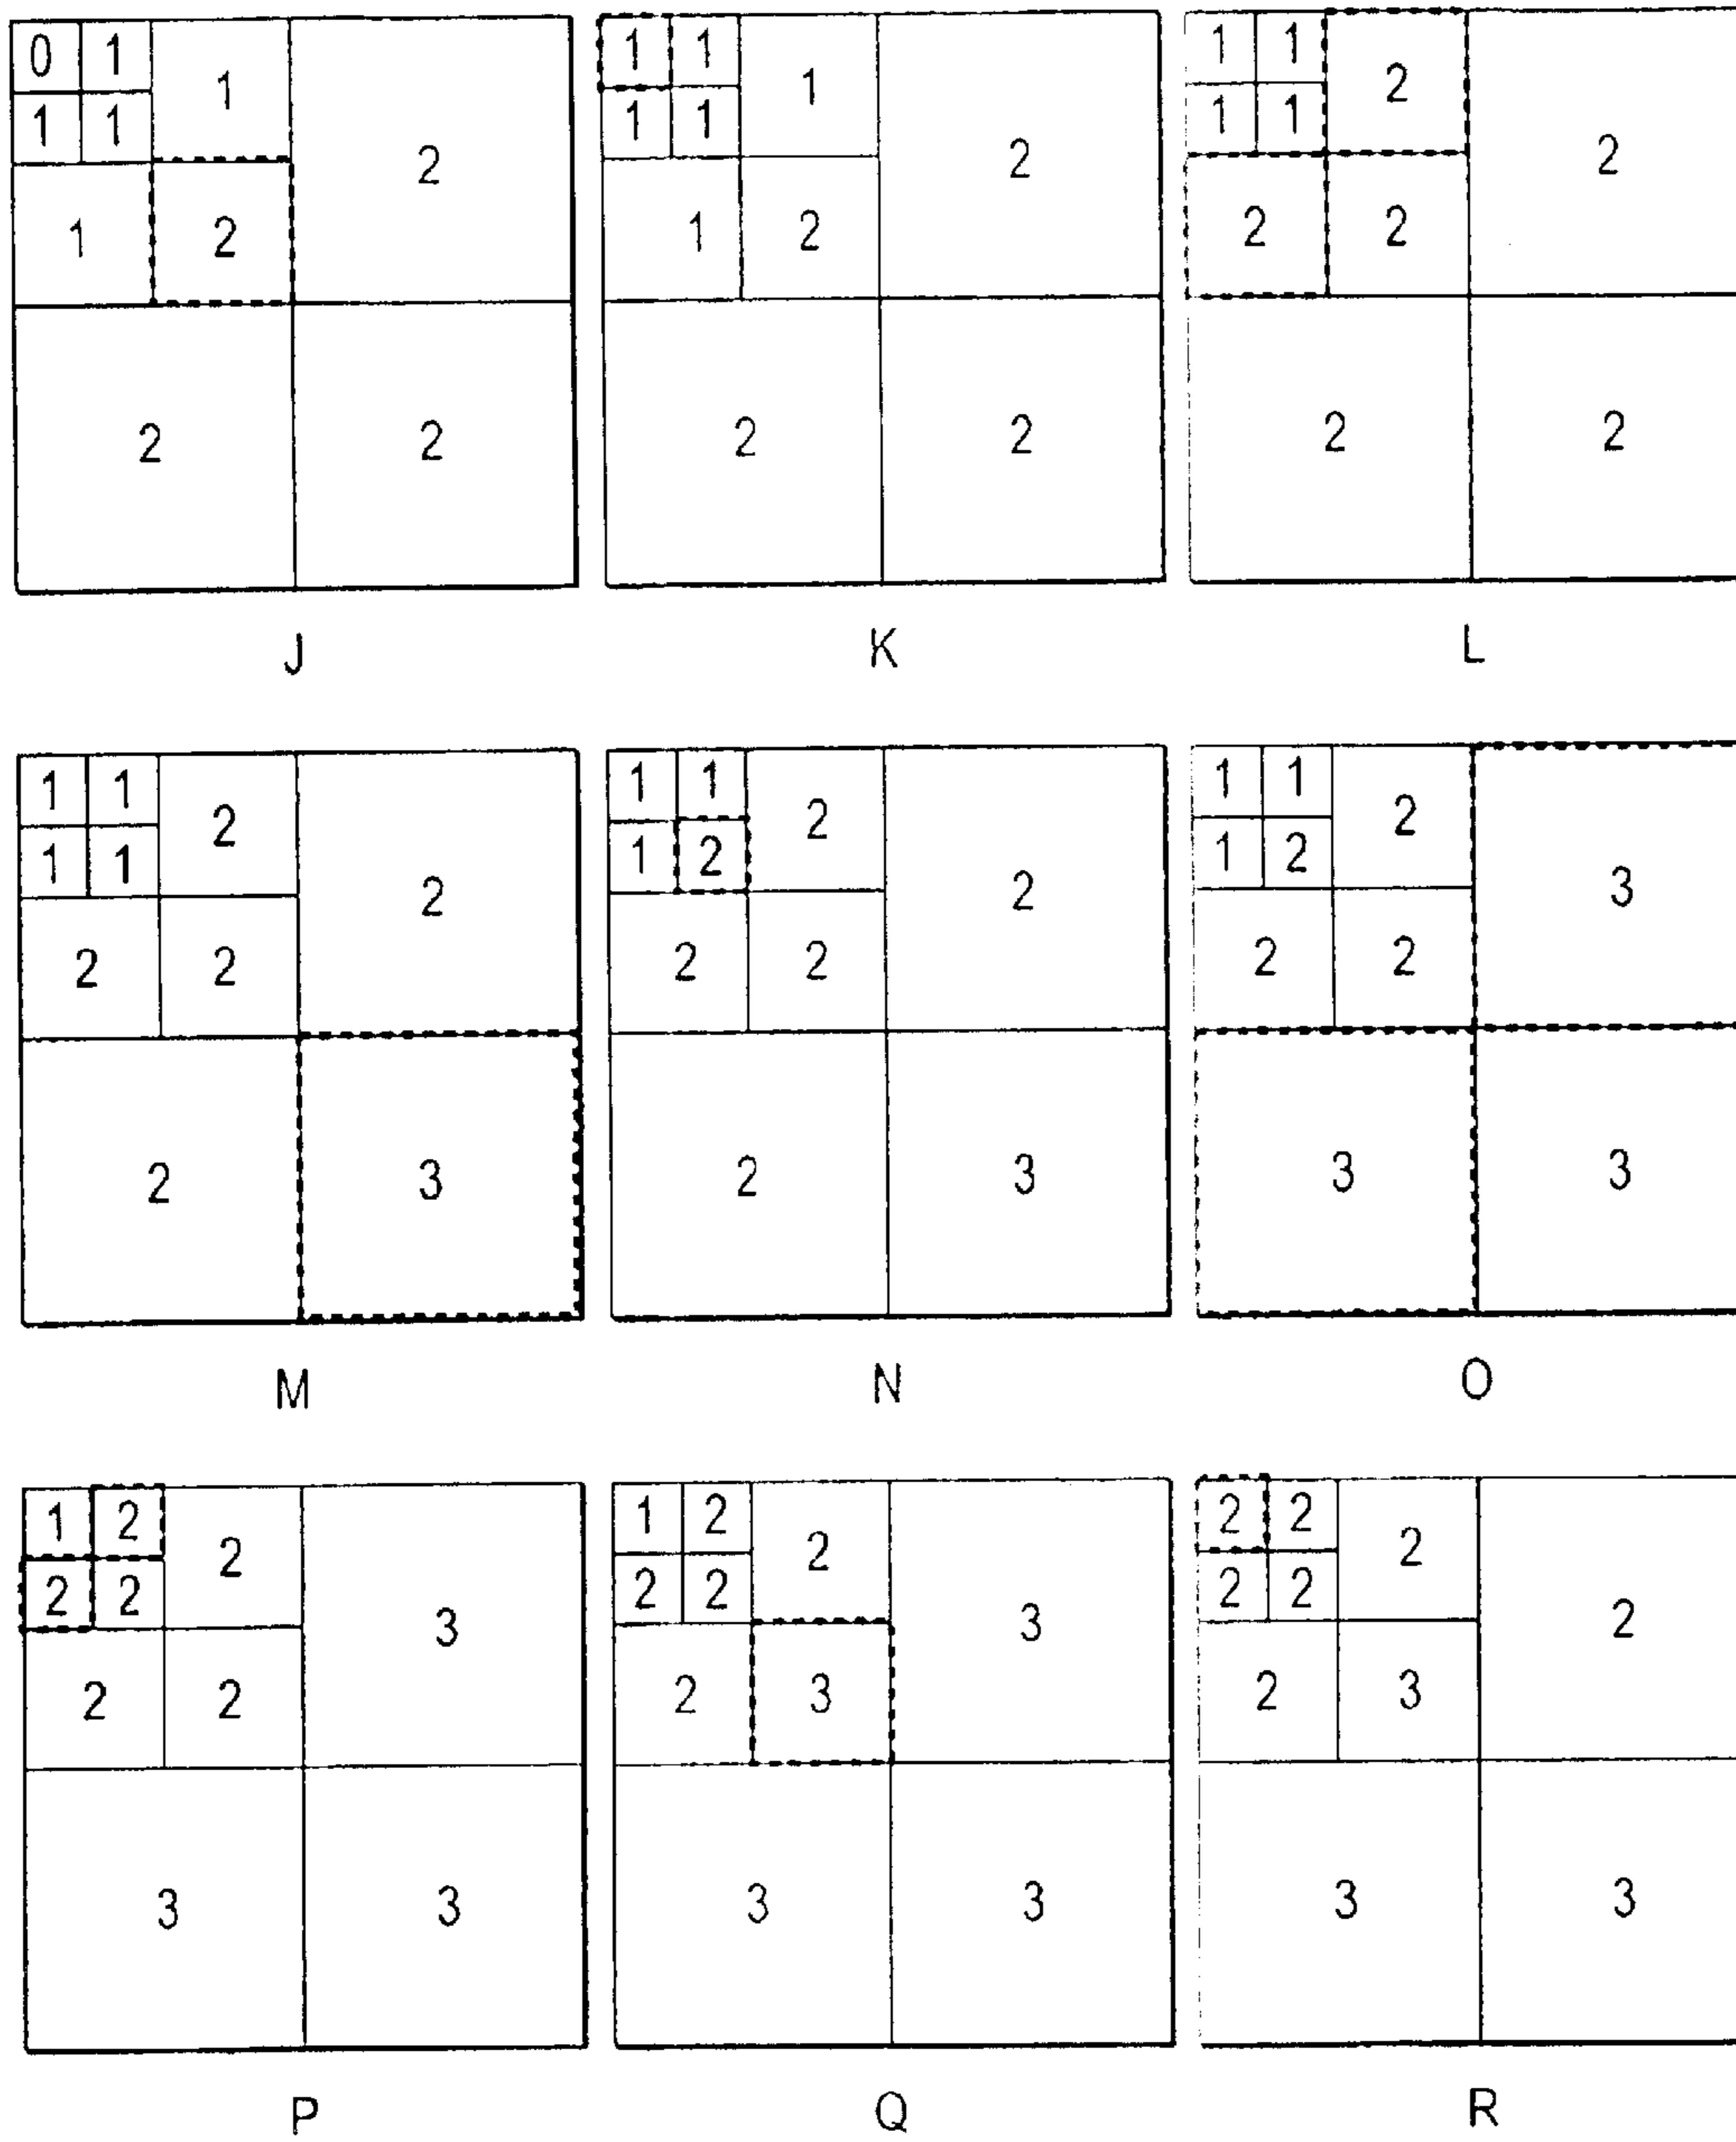 0 1 1 1 1 1
1 1 1 1 1 2
2 2 2
1 2 1 2 2 2
2 2 2 2 2 2
J K L
1 1 2 1 1 2 1 1 2
1 1 1 2 1 2
2 2 3
2 2 2 2 2 2
2 3 2 3 3 3
M N O
1 2 2 1 2 2 2 2 2
2 2 2 2 2 2
3 3 2
2 2 2 3 2 3
3 3 3 3 3 3
P Q R